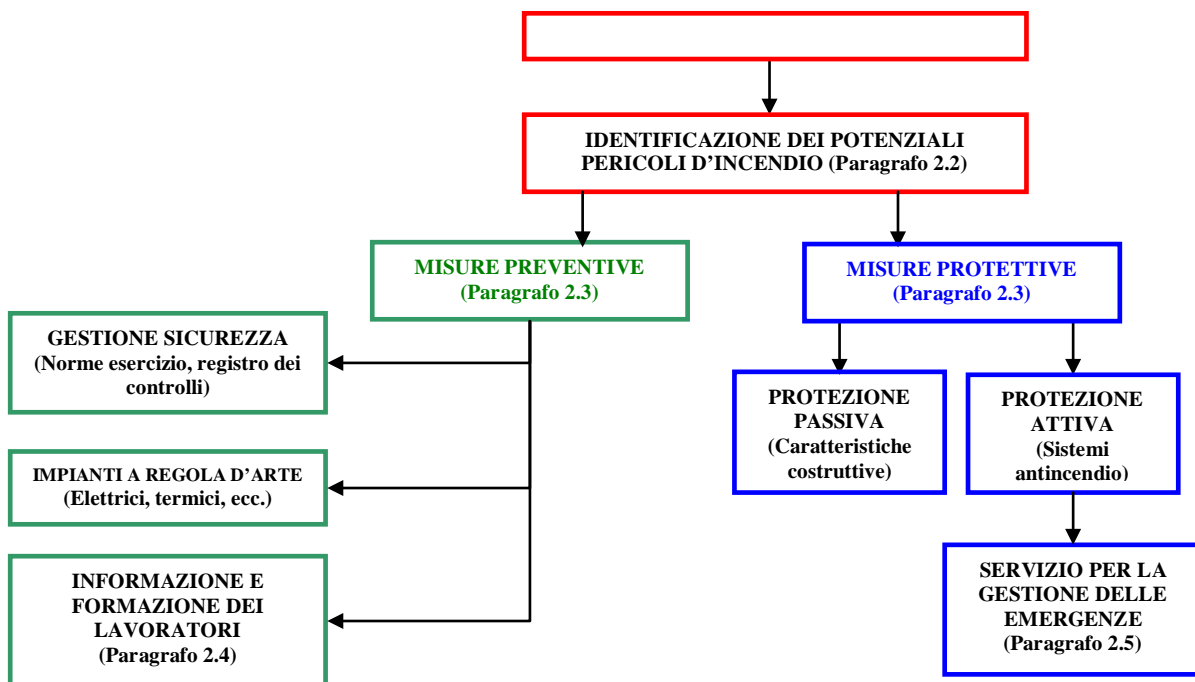 IDENTIFICAZIONE DEI POTENZIALI
PERICOLI D'INCENDIO (Paragrafo 2.2)
MISURE PREVENTIVE
(Paragrafo 2.3)
MISURE PROTETTIVE
(Paragrafo 2.3)
GESTIONE SICUREZZA
(Norme esercizio, registro dei
controlli)
PROTEZIONE
PASSIVA
(Caratteristiche
costruttive)
PROTEZIONE
ATTIVA
(Sistemi
antincendio)
IMPIANTI A REGOLA D'ARTE
(Elettrici, termici, ecc.)
INFORMAZIONE E
FORMAZIONE DEI
LAVORATORI
(Paragrafo 2.4)
SERVIZIO PER LA
GESTIONE DELLE
EMERGENZE
(Paragrafo 2.5)